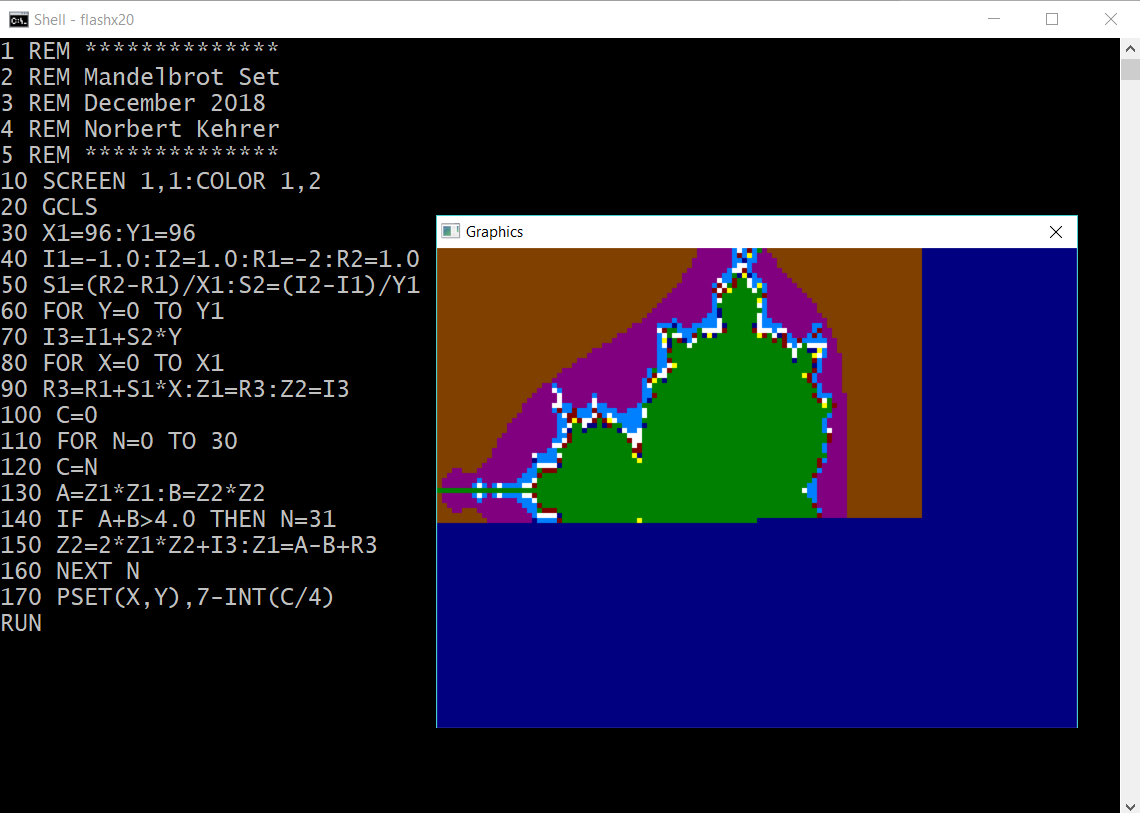 Shell - flashx20
1 REM **************
2 REM Mandelbrot Set
3 REM December 2018
4 REM Norbert Kehrer
5 REM **************
10 SCREEN 1,1:COLOR 1,2
20 GCLS
30 X1=96:Y1=96
40 I1=-1.0:I2=1.0:R1=-2:R2=1.0
50 S1=(R2-R1)/X1:S2=(I2-I1)/Y1
60 FOR Y=0 TO Y1
70 I3=I1+S2*Y
80 FOR X=0 TO X1
90 R3=R1+S1*X:Z1=R3:Z2=I3
100 C=0
110 FOR N=0 TO 30
120 C=N
130 A=Z1*Z1:B=Z2*Z2
140 IF A+B>4.0 THEN N=31
150 Z2=2*Z1*Z2+I3:Z1=A-B+R3
160 NEXT N
170 PSET(X,Y),7-INT(C/4)
RUN
Graphics